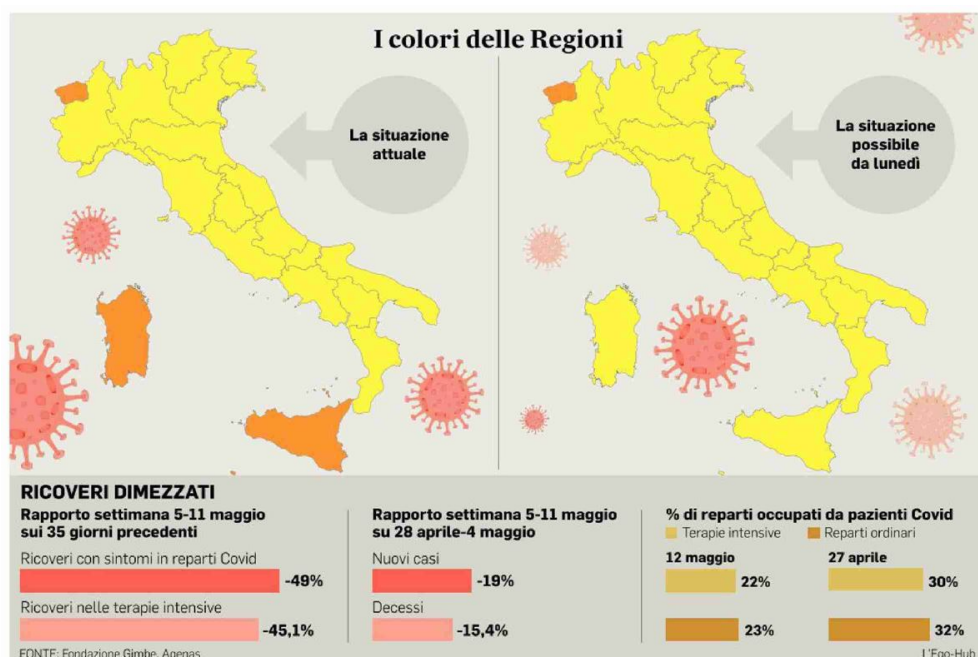 I colori delle Regioni
La situazione
attuale
La situazione
possibile
da lunedì
RICOVERI DIMEZZATI
Rapporto settimana 5-11 maggio
sui 35 giorni precedenti
Ricoveri con sintomi in reparti Covid
-49%
Ricoveri nelle terapie intensive
-45,1%
Rapporto settimana 5-11 maggio
su 28 aprile-4 maggio
Nuovi casi
-19%
Decessi
-15,4%
% di reparti occupati da pazienti Covid
Terapie intensive Reparti ordinari
12 maggio 27 aprile
22% 30%
23% 32%
FONTE: Fondazione Gimbe, Agenas
L'Ego-Hub